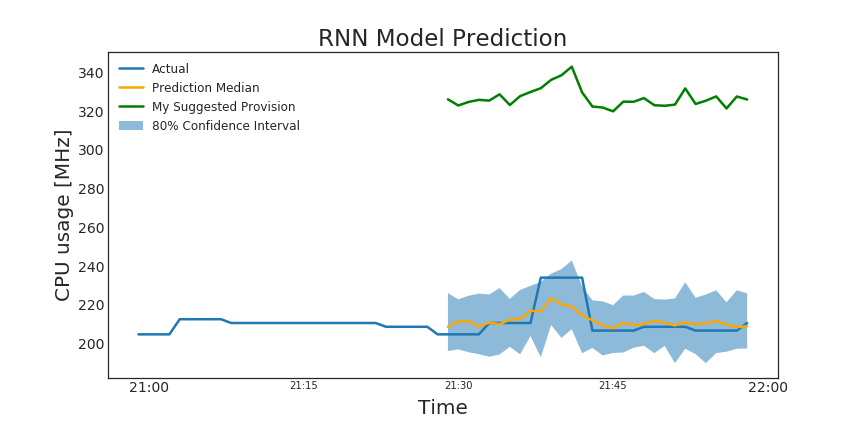 RNN Model Prediction
Actual
Prediction Median
My Suggested Provision
80% Confidence Interval
CPU usage [MHz]
340
320
300
280
260
240
220
200
21:00
21:15
21:30
21:45
22:00
Time